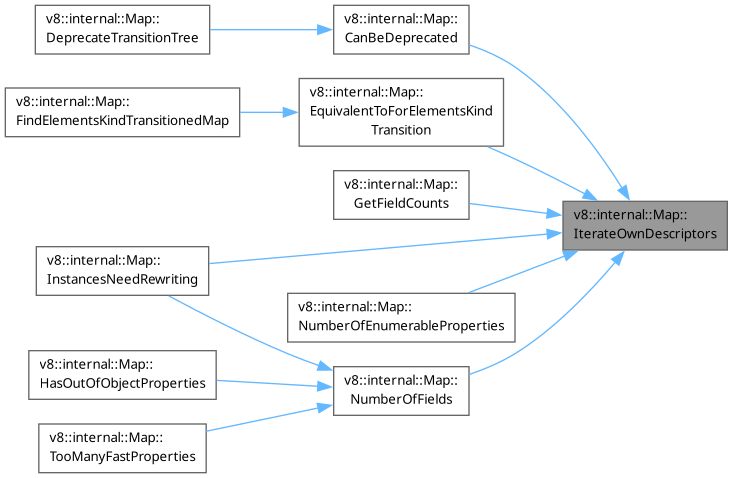 v8::internal::Map::
DeprecateTransitionTree
v8::internal::Map::
CanBeDeprecated
v8::internal::Map::
FindElementsKindTransitionedMap
v8::internal::Map::
EquivalentToForElementsKind
Transition
v8::internal::Map::
GetFieldCounts
v8::internal::Map::
IterateOwnDescriptors
v8::internal::Map::
InstancesNeedRewriting
v8::internal::Map::
NumberOfEnumerableProperties
v8::internal::Map::
HasOutOfObjectProperties
v8::internal::Map::
NumberOfFields
v8::internal::Map::
TooManyFastProperties